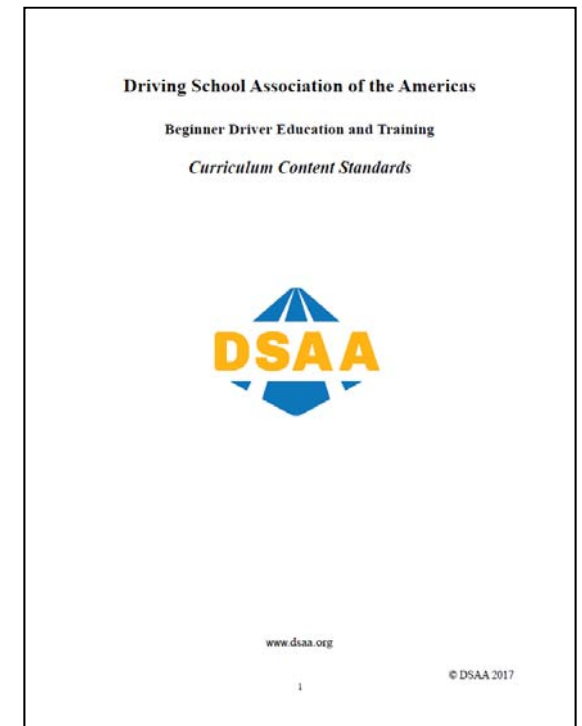 Driving School Association of the Americas
Beginner Driver Education and Training
Curriculum Content Standards
DSAA
www.dsaa.org
© DSAA 2017
1